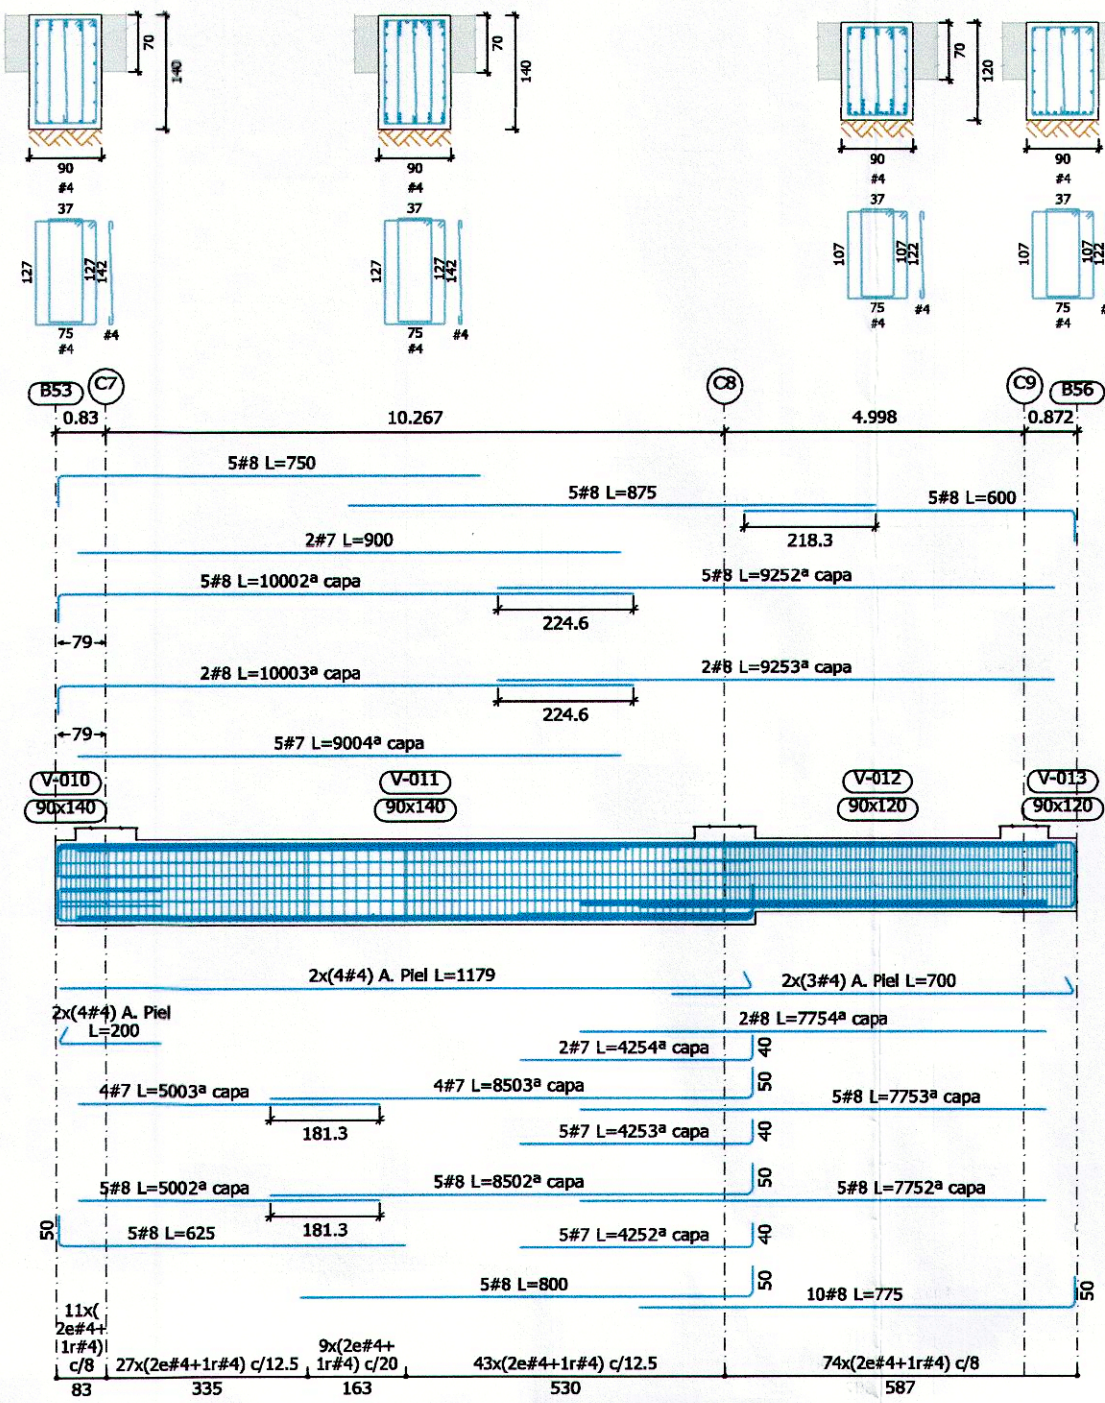 70
140
90
#4
37
127
127
142
75
#4
#4
70
140
90
#4
37
127
127
142
75
#4
#4
70
120
90
#4
37
107
107
122
75
#4
#4
90
#4
37
107
107
122
75
#4
B53 C7 C8 C9 B56
0.83 10.267 4.998 0.872
5#8 L=750
5#8 L=875
5#8 L=600
218.3
2#7 L=900
5#8 L=10002ª capa
5#8 L=9252ª capa
224.6
79
2#8 L=10003ª capa
2#8 L=9253ª capa
224.6
79
5#7 L=9004ª capa
V-010 V-011 V-012 V-013
90x140 90x140 90x120 90x120
2x(4#4) A. Piel L=1179
2x(3#4) A. Piel L=700
2x(4#4) A. Piel
L=200
2#8 L=7754ª capa
2#7 L=4254ª capa
40
4#7 L=5003ª capa
4#7 L=8503ª capa
50
5#8 L=7753ª capa
181.3
5#7 L=4253ª capa
40
5#8 L=5002ª capa
5#8 L=8502ª capa
50
5#8 L=7752ª capa
181.3
50
5#8 L=625
5#7 L=4252ª capa
40
5#8 L=800
50
10#8 L=775
50
11x(
2e#4+
1r#4)
c/8
27x(2e#4+1r#4) c/12.5
9x(2e#4+
1r#4) c/20
43x(2e#4+1r#4) c/12.5
74x(2e#4+1r#4) c/8
83 335 163 530 587